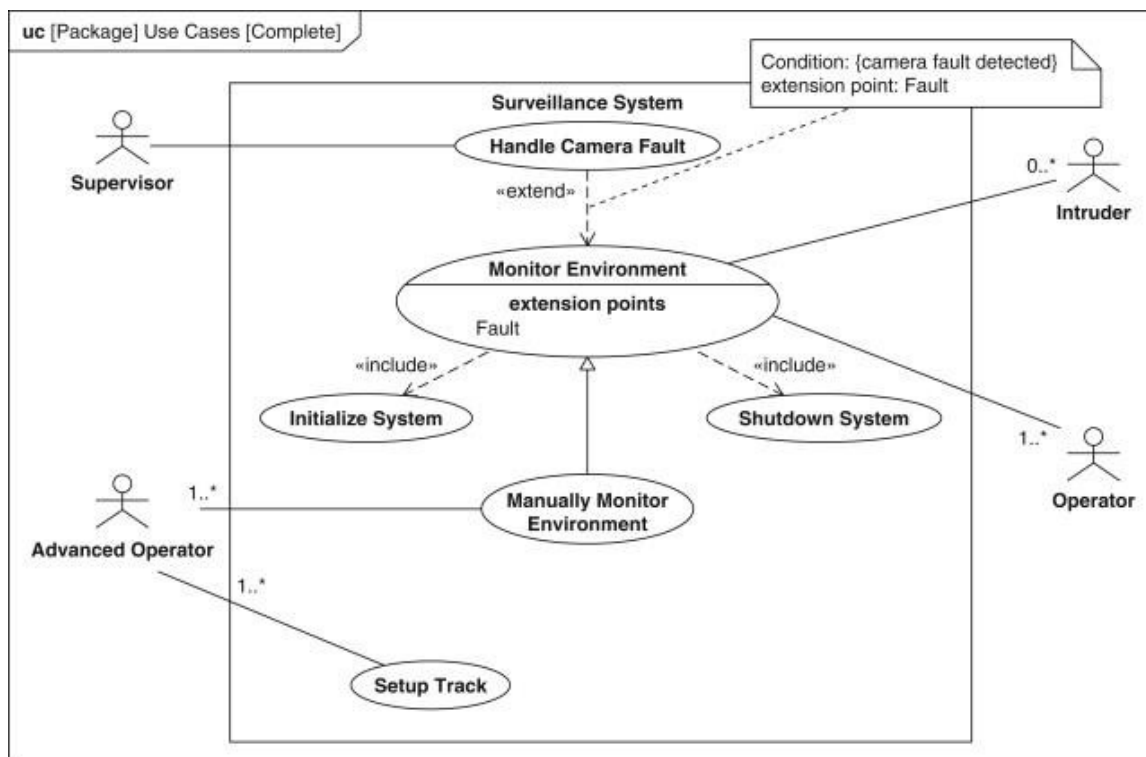 uc [Package] Use Cases [Complete]
Condition: {camera fault detected}
extension point: Fault
Surveillance System
Handle Camera Fault
Supervisor
«extend»
0..*
Intruder
Monitor Environment
extension points
Fault
«include»
«include»
Initialize System
Shutdown System
1..*
Operator
1..*
Manually Monitor
Environment
Advanced Operator
1..*
Setup Track